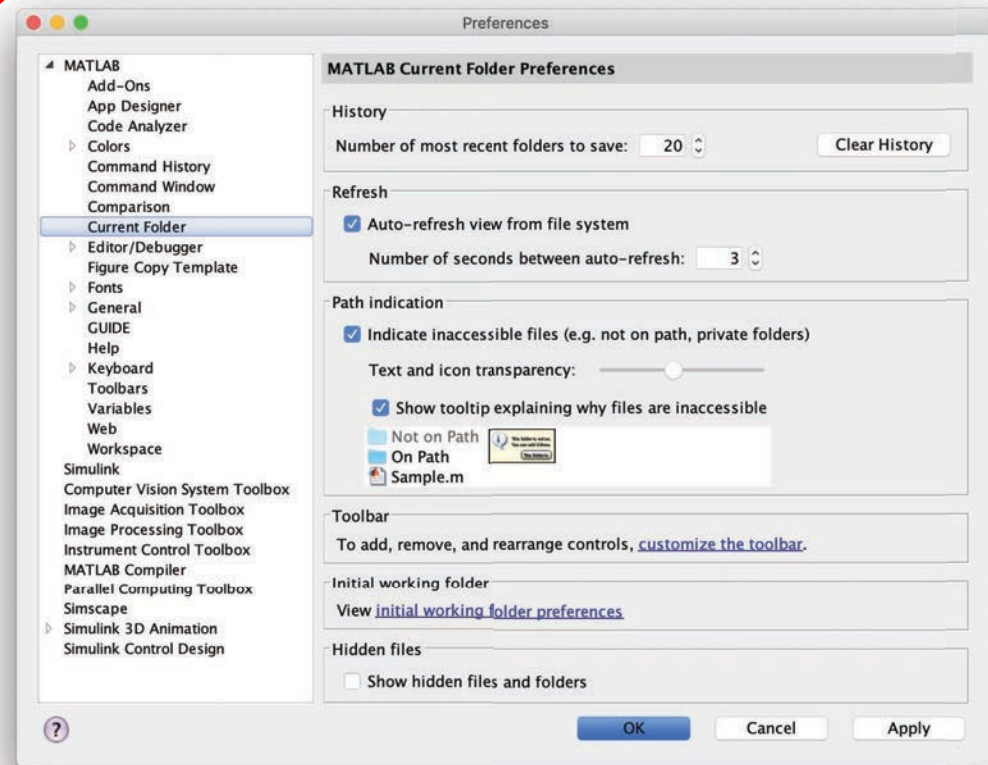 Preferences
MATLAB
Add-Ons
App Designer
Code Analyzer
Colors
Command History
Command Window
Comparison
Current Folder
Editor/Debugger
Figure Copy Template
Fonts
General
GUIDE
Help
Keyboard
Toolbars
Variables
Web
Workspace
Simulink
Computer Vision System Toolbox
Image Acquisition Toolbox
Image Processing Toolbox
Instrument Control Toolbox
MATLAB Compiler
Parallel Computing Toolbox
Simscape
Simulink 3D Animation
Simulink Control Design
MATLAB Current Folder Preferences
History
Number of most recent folders to save: 20 Clear History
Refresh
Auto-refresh view from file system
Number of seconds between auto-refresh: 3
Path indication
Indicate inaccessible files (e.g. not on path, private folders)
Text and icon transparency:
Show tooltip explaining why files are inaccessible
Not on Path
On Path
Sample.m
Toolbar
To add, remove, and rearrange controls, customize the toolbar.
Initial working folder
View initial working folder preferences
Hidden files
Show hidden files and folders
? OK Cancel Apply